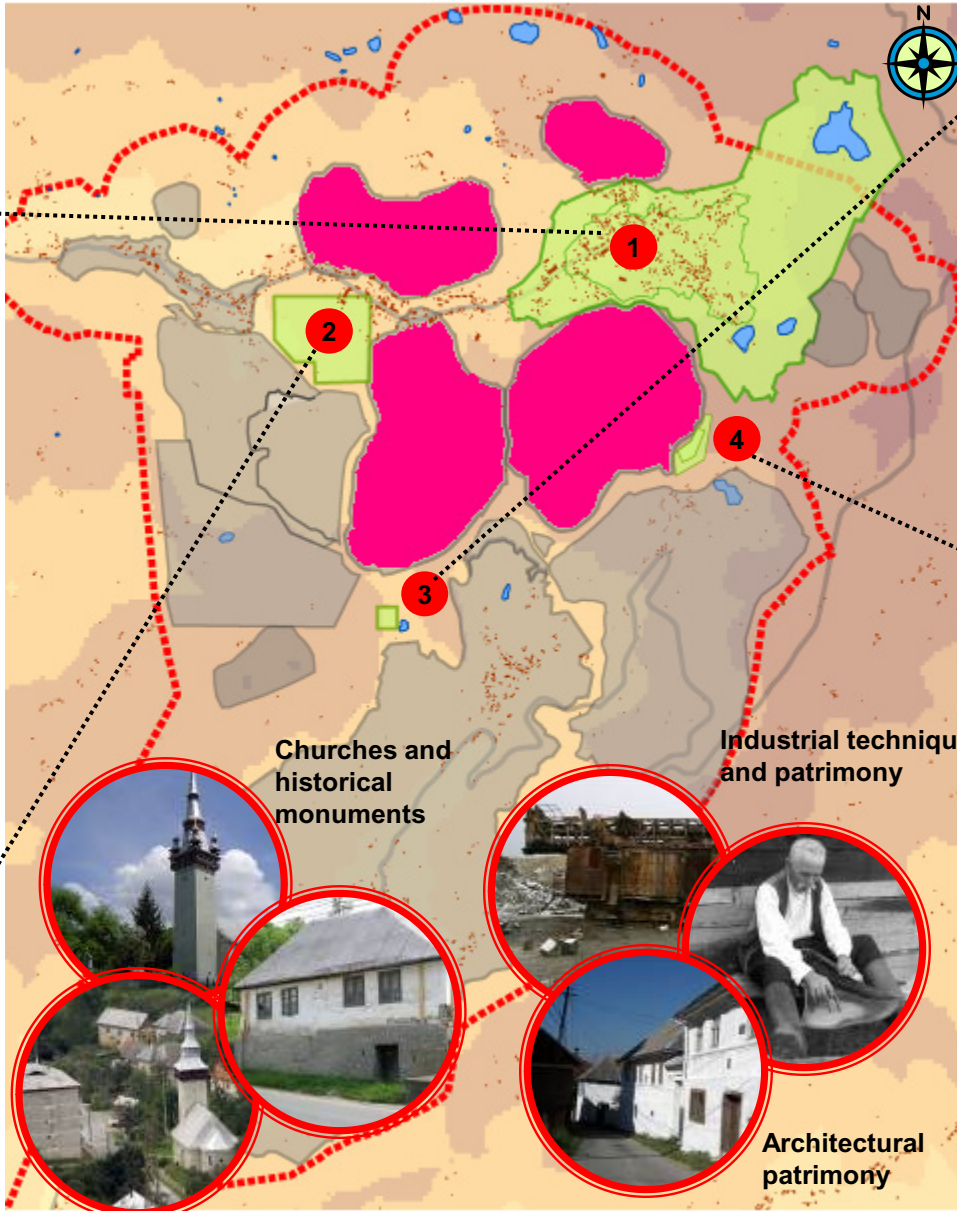 N
1
2
4
3
Churches and
historical
monuments
Industrial techniqu
and patrimony
Architectural
patrimony